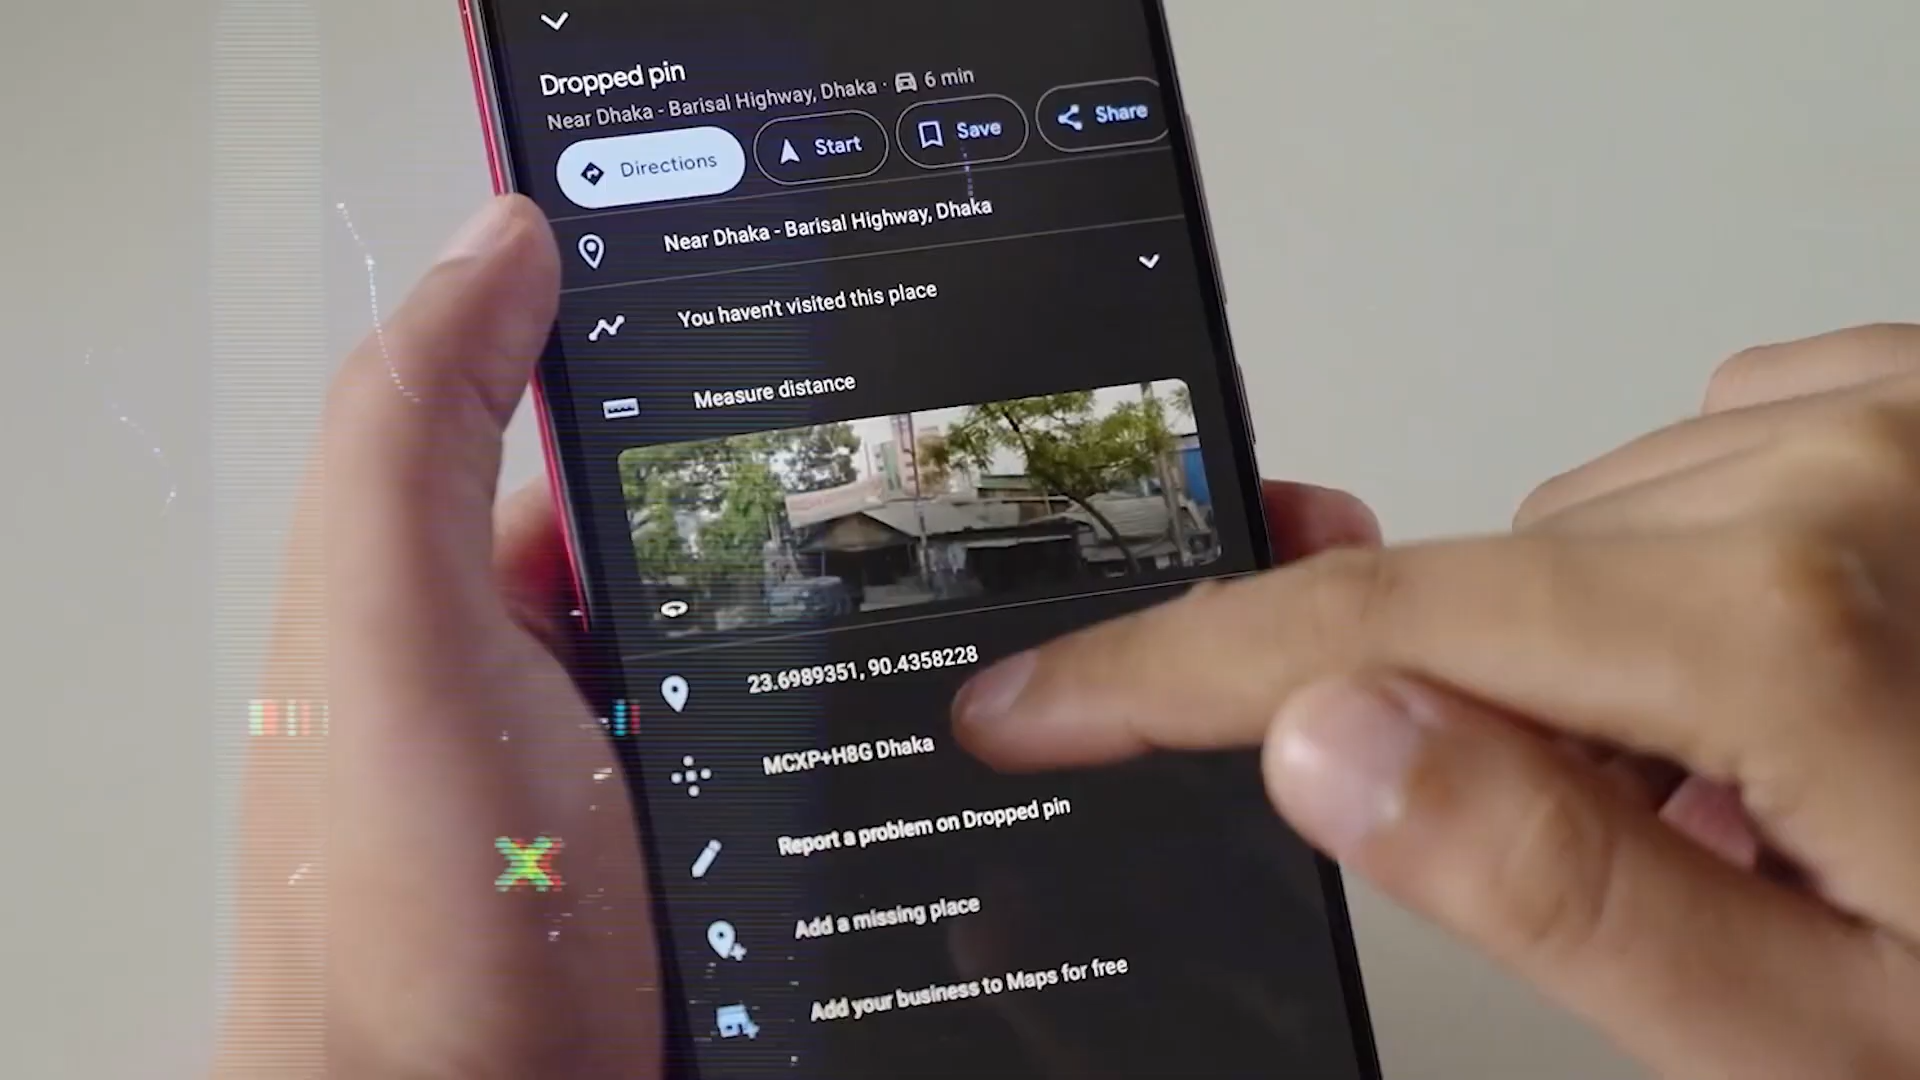 Dropped pin
Near Dhaka - Barisal Highway, Dhaka · 6 min
Directions
Start
Save
Share
Near Dhaka - Barisal Highway, Dhaka
You haven't visited this place
Measure distance
23.6989351, 90.4358228
MCXP+H8G Dhaka
Report a problem on Dropped pin
Add a missing place
Add your business to Maps for free